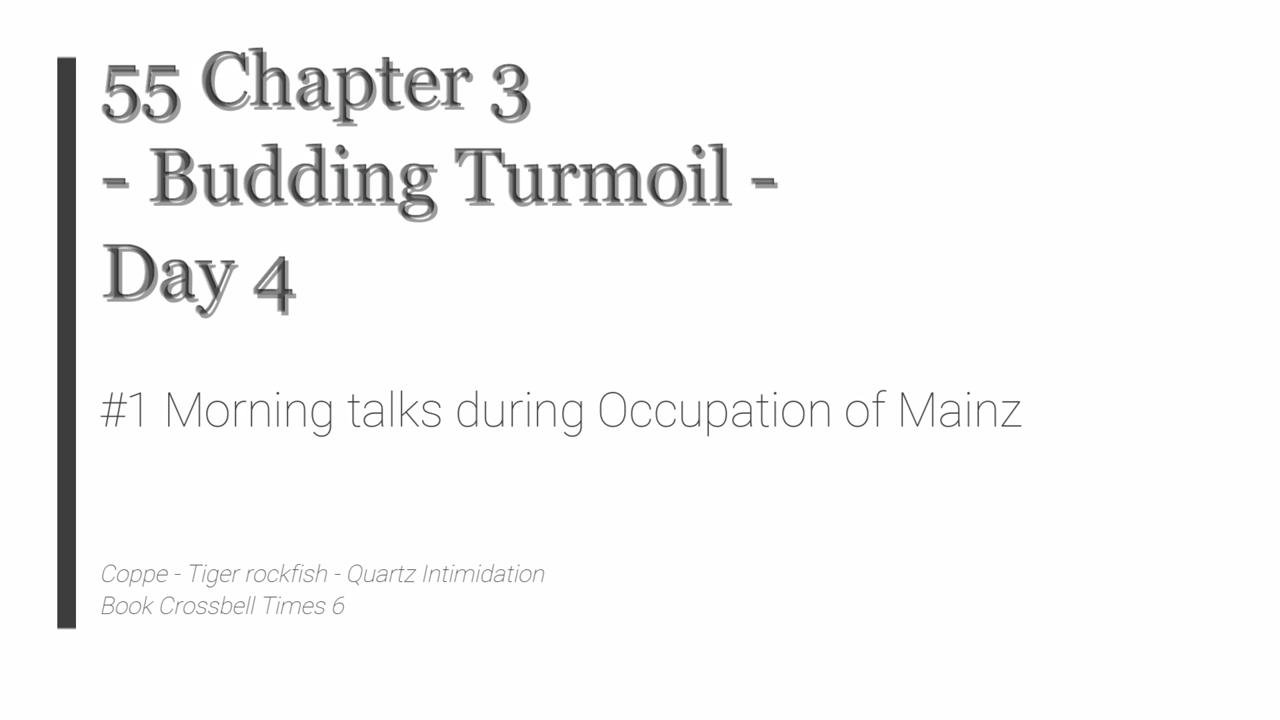 55 Chapter 3
- Budding Turmoil -
Day 4
#1 Morning talks during Occupation of Mainz
Coppe - Tiger rockfish - Quartz Intimidation
Book Crossbell Times 6